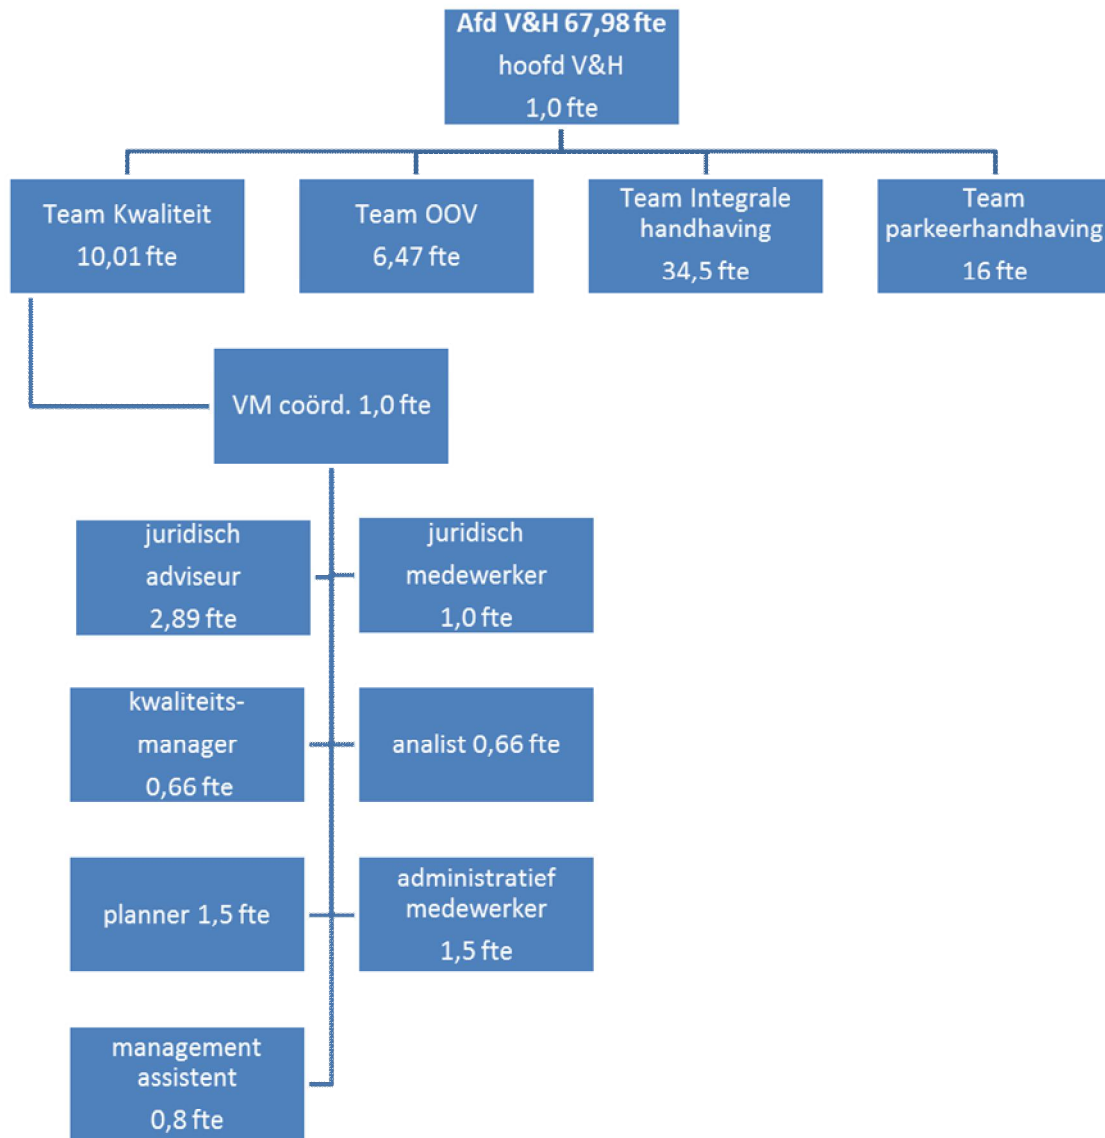 Afd V&H 67,98 fte
hoofd V&H
1,0 fte
Team Kwaliteit
10,01 fte
Team OOV
6,47 fte
Team Integrale
handhaving
34,5 fte
Team
parkeerhandhaving
16 fte
VM coörd. 1,0 fte
juridisch
adviseur
2,89 fte
juridisch
medewerker
1,0 fte
kwaliteits-
manager
0,66 fte
analist 0,66 fte
planner 1,5 fte
administratief
medewerker
1,5 fte
management
assistent
0,8 fte